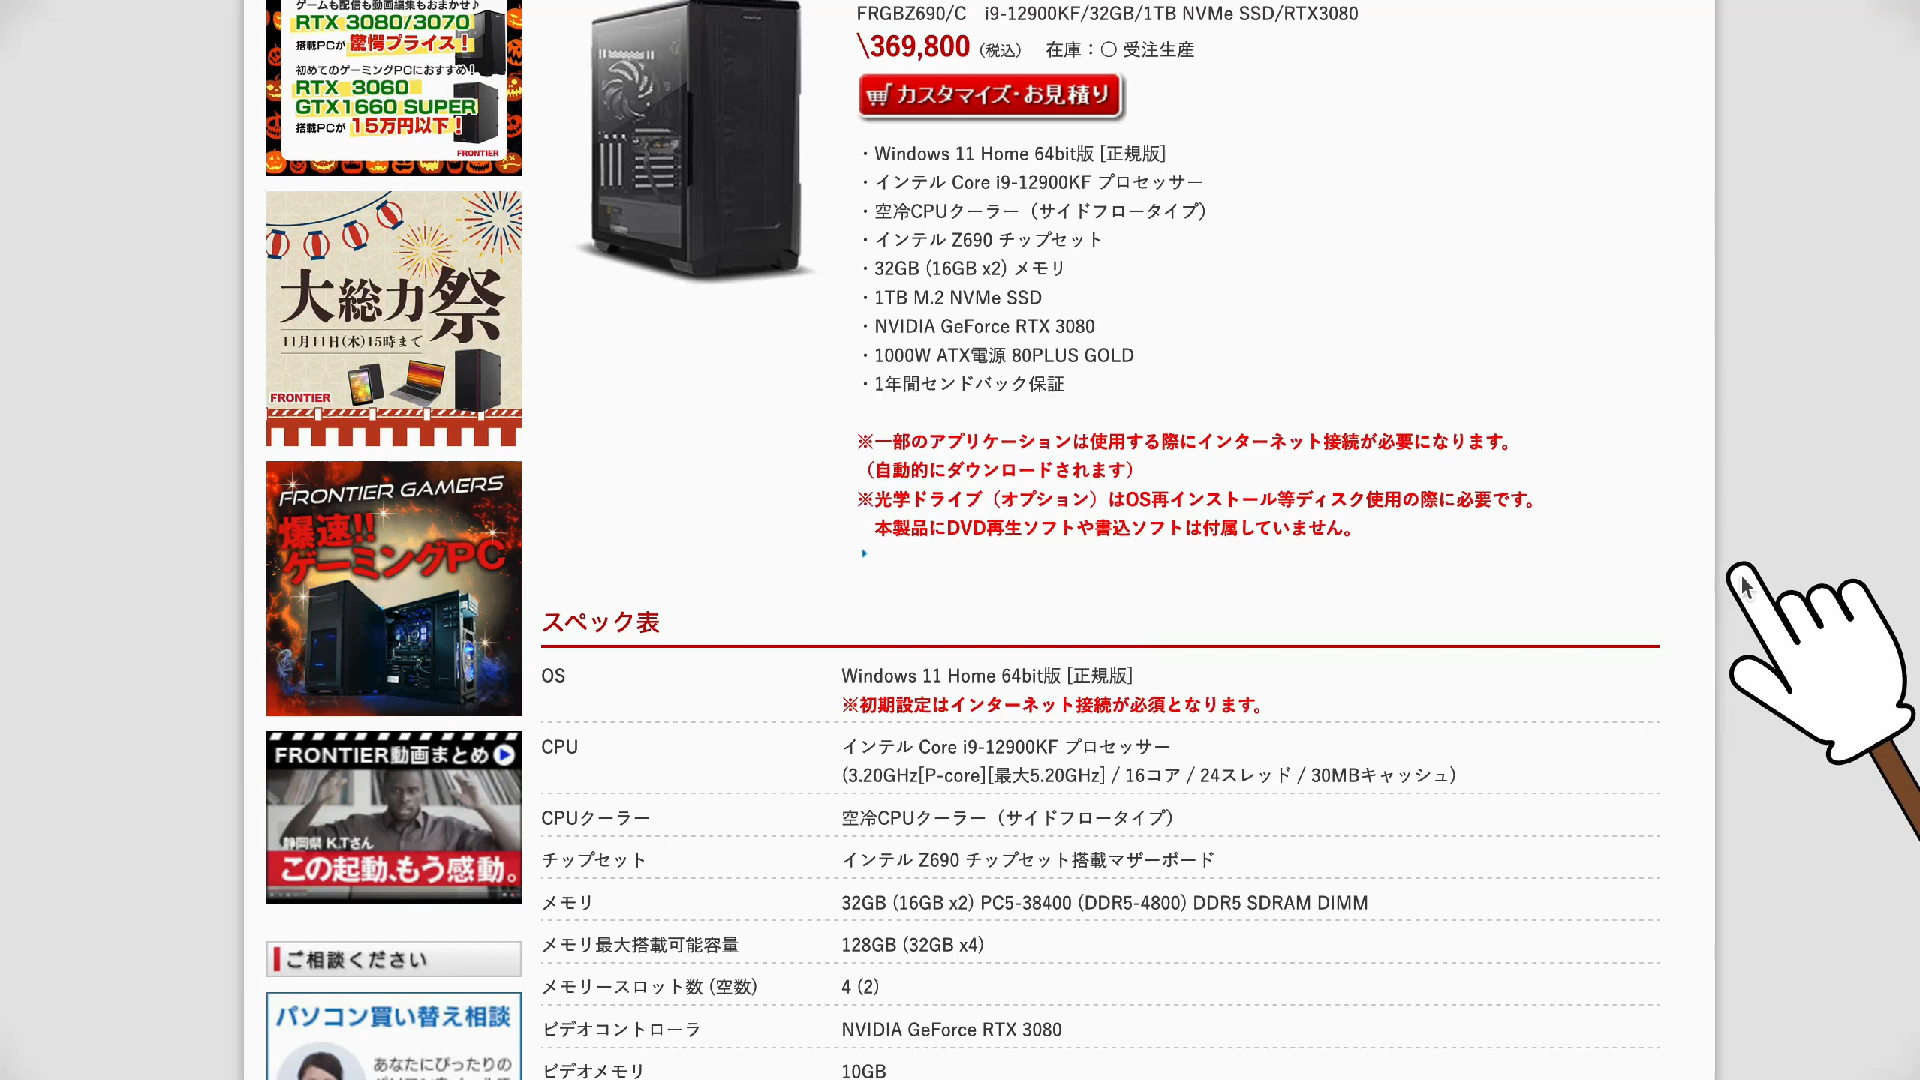 ゲームも配信も動画編集もおまかせ♪
RTX 3080/3070
搭載PCが 驚愕プライス！
初めてのゲーミングPCにおすすめ！
RTX 3060
GTX1660 SUPER
搭載PCが 15万円以下！
FRONTIER
大総力祭
11月11日(木)15時まで
FRONTIER
FRONTIER GAMERS
爆速!!
ゲーミングPC
FRONTIER動画まとめ
静岡県 K.Tさん
この起動、もう感動。
ご相談ください
パソコン買い替え相談
あなたにぴったりの
FRGBZ690/C i9-12900KF/32GB/1TB NVMe SSD/RTX3080
\369,800 (税込) 在庫：〇 受注生産
カスタマイズ・お見積り
・Windows 11 Home 64bit版 [正規版]
・インテル Core i9-12900KF プロセッサー
・空冷CPUクーラー（サイドフロータイプ）
・インテル Z690 チップセット
・32GB (16GB x2) メモリ
・1TB M.2 NVMe SSD
・NVIDIA GeForce RTX 3080
・1000W ATX電源 80PLUS GOLD
・1年間センドバック保証
※一部のアプリケーションは使用する際にインターネット接続が必要になります。
（自動的にダウンロードされます）
※光学ドライブ（オプション）はOS再インストール等ディスク使用の際に必要です。
本製品にDVD再生ソフトや書込ソフトは付属していません。
スペック表
OS Windows 11 Home 64bit版 [正規版]
※初期設定はインターネット接続が必須となります。
CPU インテル Core i9-12900KF プロセッサー
(3.20GHz[P-core][最大5.20GHz] / 16コア / 24スレッド / 30MBキャッシュ)
CPUクーラー 空冷CPUクーラー（サイドフロータイプ）
チップセット インテル Z690 チップセット搭載マザーボード
メモリ 32GB (16GB x2) PC5-38400 (DDR5-4800) DDR5 SDRAM DIMM
メモリ最大搭載可能容量 128GB (32GB x4)
メモリースロット数 (空数) 4 (2)
ビデオコントローラ NVIDIA GeForce RTX 3080
ビデオメモリ 10GB